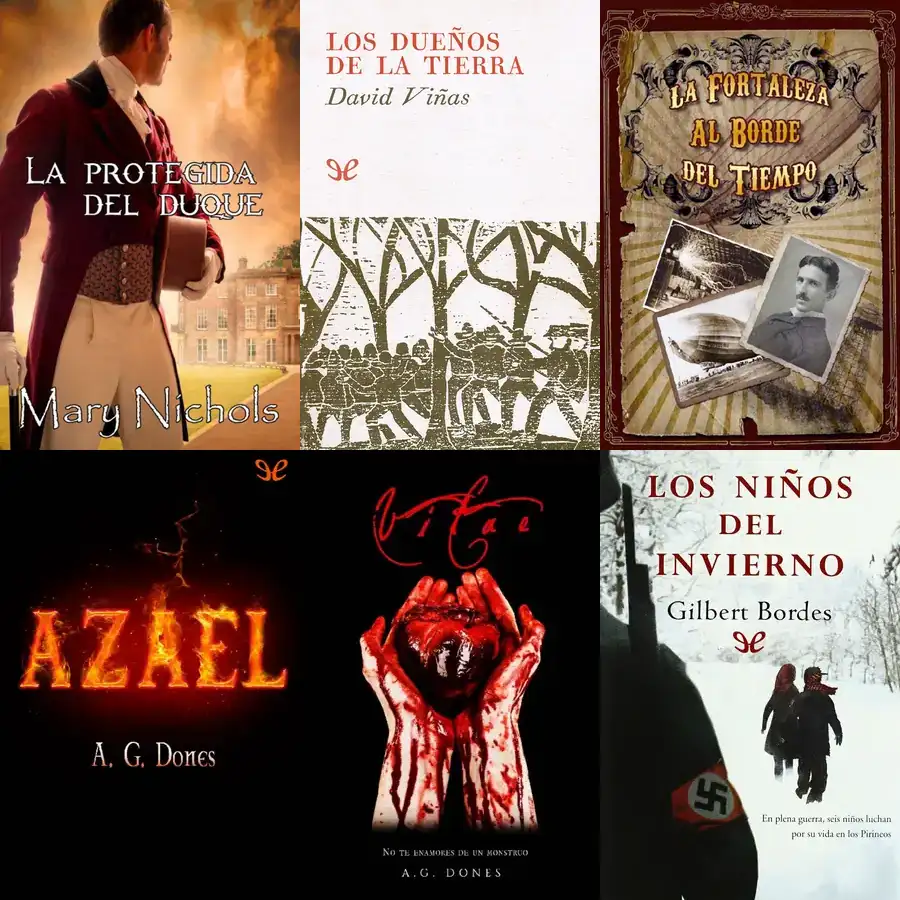 LA PROTEGIDA
DEL DUQUE
Mary Nichols
LOS DUEÑOS
DE LA TIERRA
David Viñas
LA FORTALEZA
AL BORDE
DEL TIEMPO
AZAEL
A. G. Dones
Vitae
NO TE ENAMORES DE UN MONSTRUO
A.G. DONES
LOS NIÑOS
DEL
INVIERNO
Gilbert Bordes
En plena guerra, seis niños luchan
por su vida en los Pirineos